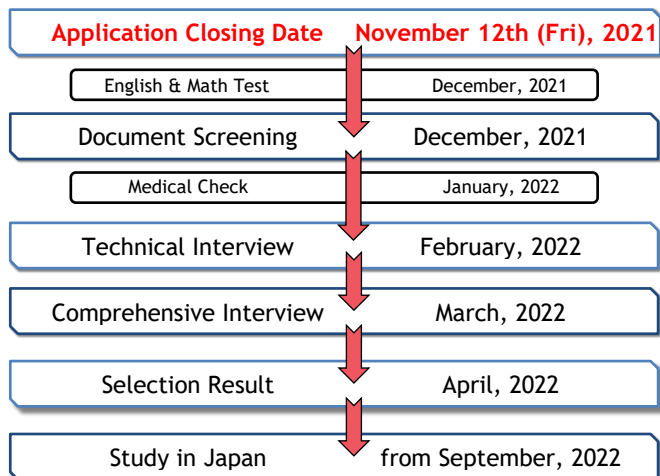 Application Closing Date November 12th (Fri), 2021
English & Math Test December, 2021
Document Screening December, 2021
Medical Check January, 2022
Technical Interview February, 2022
Comprehensive Interview March, 2022
Selection Result April, 2022
Study in Japan from September, 2022